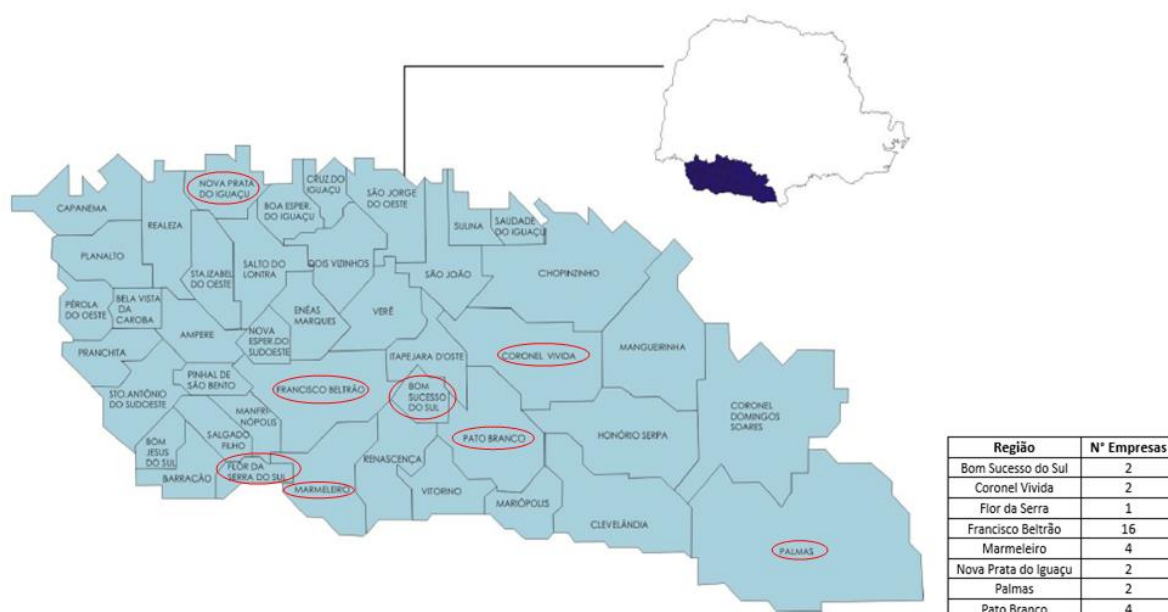 NOVA PRATA
DO IGUAÇU
CRUZ.DO
IGUAÇU
SÃO JORGE
DO OESTE
CAPANEMA
REALEZA
BOA ESPER.
DO IGUAÇU
SULINA
SAUDADE
DO IGUAÇU
PLANALTO
STA.IZABEL
DO OESTE
SALTO DO
LONTRA
DOIS VIZINHOS
SÃO JOÃO
CHOPINZINHO
PÉROLA
DO OESTE
BELA VISTA
DA
CAROBA
AMPERE
NOVA
ESPER.DO
SUDOESTE
ENÉAS
MARQUES
VERÊ
PRANCHITA
ITAPEJARA D'OSTE
CORONEL VIVIDA
MANGUEIRINHA
STO.ANTÔNIO
DO SUDOESTE
PINHAL DE
SÃO BENTO
FRANCISCO BELTRÃO
BOM
SUCESSO
DO SUL
CORONEL
DOMINGOS
SOARES
MANFRI-
NÓPOLIS
BOM
JESUS
DO SUL
SALGADO
FILHO
PATO BRANCO
HONÓRIO SERPA
BARRACÃO
FLOR DA
SERRA DO SUL
MARMELEIRO
RENASCENÇA
VITORINO
MARIÓPOLIS
CLEVELÂNDIA
PALMAS
Região N° Empresas
Bom Sucesso do Sul 2
Coronel Vivida 2
Flor da Serra 1
Francisco Beltrão 16
Marmeleiro 4
Nova Prata do Iguaçu 2
Palmas 2
Pato Branco 4